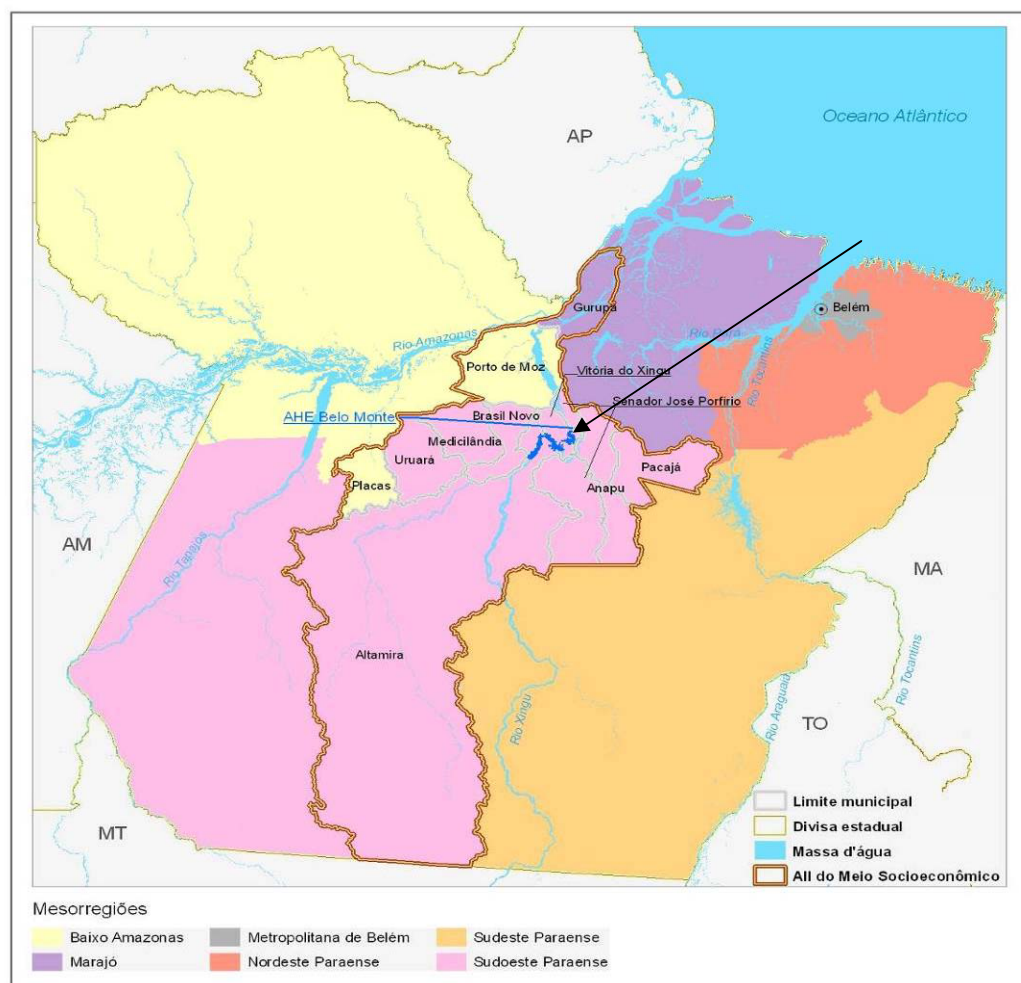 Oceano Atlântico
AP
Gurupá
Belém
Rio Pará
Rio Amazonas
Rio Tocantins
Porto de Moz
Vitória do Xingu
Senador José Porfírio
AHE Belo Monte
Brasil Novo
Medicilândia
Uruará
Pacajá
Placas
Anapu
AM
MA
Rio Tapajós
Altamira
Rio Xingu
Rio Araguaia
Rio Tocantins
TO
MT
Limite municipal
Divisa estadual
Massa d'água
AII do Meio Socioeconômico
Mesorregiões
Baixo Amazonas
Metropolitana de Belém
Sudeste Paraense
Marajó
Nordeste Paraense
Sudoeste Paraense